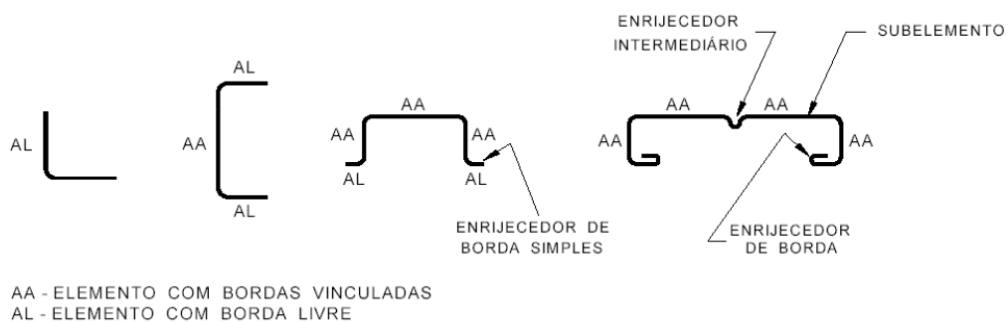 ENRIJECEDOR
INTERMEDIÁRIO
SUBELEMENTO
AL
AL
AA
AL
AA
AA
AA
AL
AL
AA
AA
AA
AA
ENRIJECEDOR DE
BORDA SIMPLES
ENRIJECEDOR
DE BORDA
AA - ELEMENTO COM BORDAS VINCULADAS
AL - ELEMENTO COM BORDA LIVRE